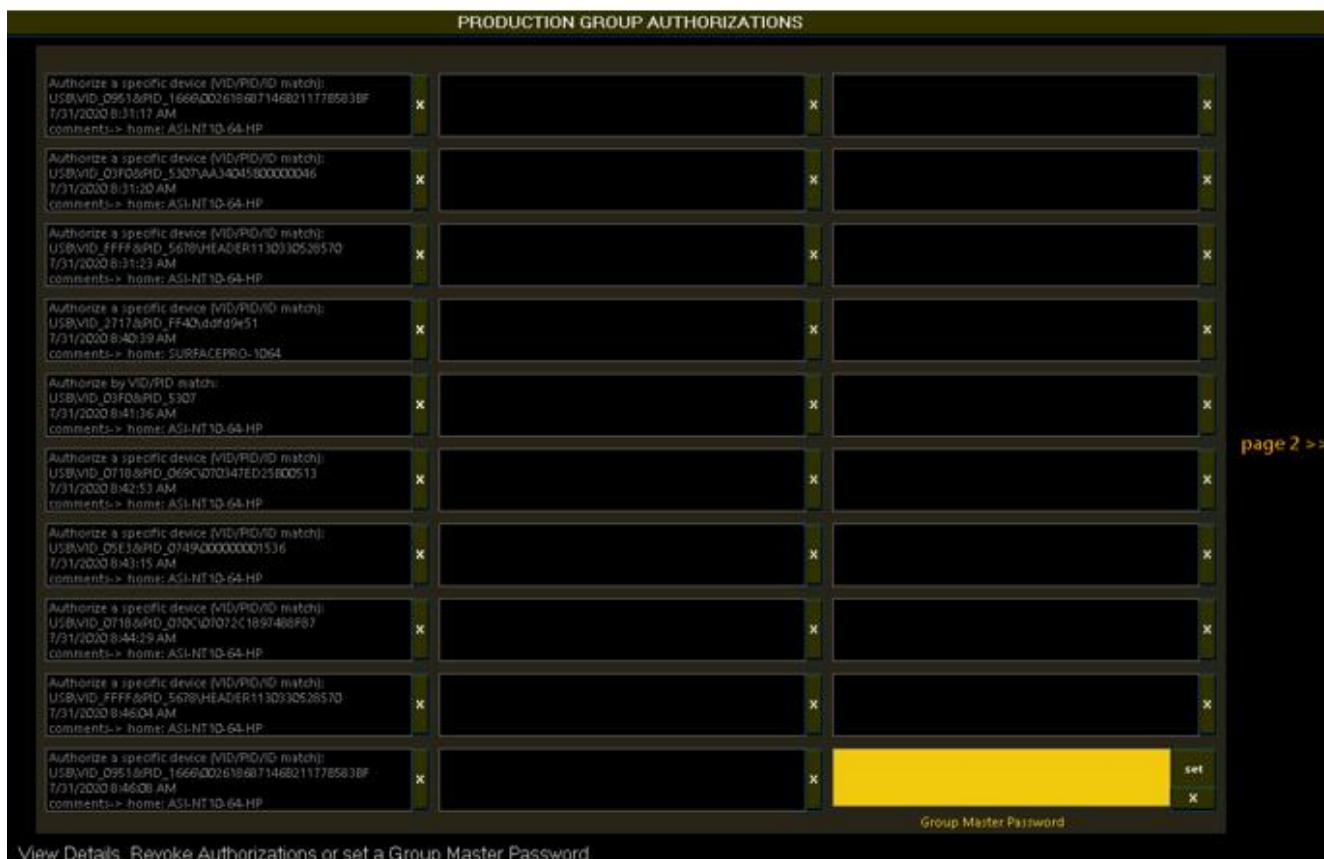 PRODUCTION GROUP AUTHORIZATIONS
Authorize a specific device (VID/PID/ID match):
USB\VID_0951&PID_1666\002618687146B211778583BF
7/31/2020 8:31:17 AM
comments-> home: ASI-NT10-64-HP
x
x
x
Authorize a specific device (VID/PID/ID match):
USB\VID_03F0&PID_5307\AA34045800000046
7/31/2020 8:31:20 AM
comments-> home: ASI-NT10-64-HP
x
x
x
Authorize a specific device (VID/PID/ID match):
USB\VID_FFFF&PID_5678\HEADER1130330528570
7/31/2020 8:31:23 AM
comments-> home: ASI-NT10-64-HP
x
x
x
Authorize a specific device (VID/PID/ID match):
USB\VID_2717&PID_FF40\ddfd9e51
7/31/2020 8:40:39 AM
comments-> home: SURFACEPRO-1064
x
x
x
Authorize by VID/PID match:
USB\VID_03F0&PID_5307
7/31/2020 8:41:36 AM
comments-> home: ASI-NT10-64-HP
x
x
x
page 2 >>
Authorize a specific device (VID/PID/ID match):
USB\VID_0718&PID_069C\070347ED25B00513
7/31/2020 8:42:53 AM
comments-> home: ASI-NT10-64-HP
x
x
x
Authorize a specific device (VID/PID/ID match):
USB\VID_05E3&PID_0749\000000001536
7/31/2020 8:43:15 AM
comments-> home: ASI-NT10-64-HP
x
x
x
Authorize a specific device (VID/PID/ID match):
USB\VID_0718&PID_070C\07072C1897488F87
7/31/2020 8:44:29 AM
comments-> home: ASI-NT10-64-HP
x
x
x
Authorize a specific device (VID/PID/ID match):
USB\VID_FFFF&PID_5678\HEADER1130330528570
7/31/2020 8:46:04 AM
comments-> home: ASI-NT10-64-HP
x
x
x
Authorize a specific device (VID/PID/ID match):
USB\VID_0951&PID_1666\002618687146B211778583BF
7/31/2020 8:46:08 AM
comments-> home: ASI-NT10-64-HP
x
x
set
x
Group Master Password
View Details, Revoke Authorizations or set a Group Master Password